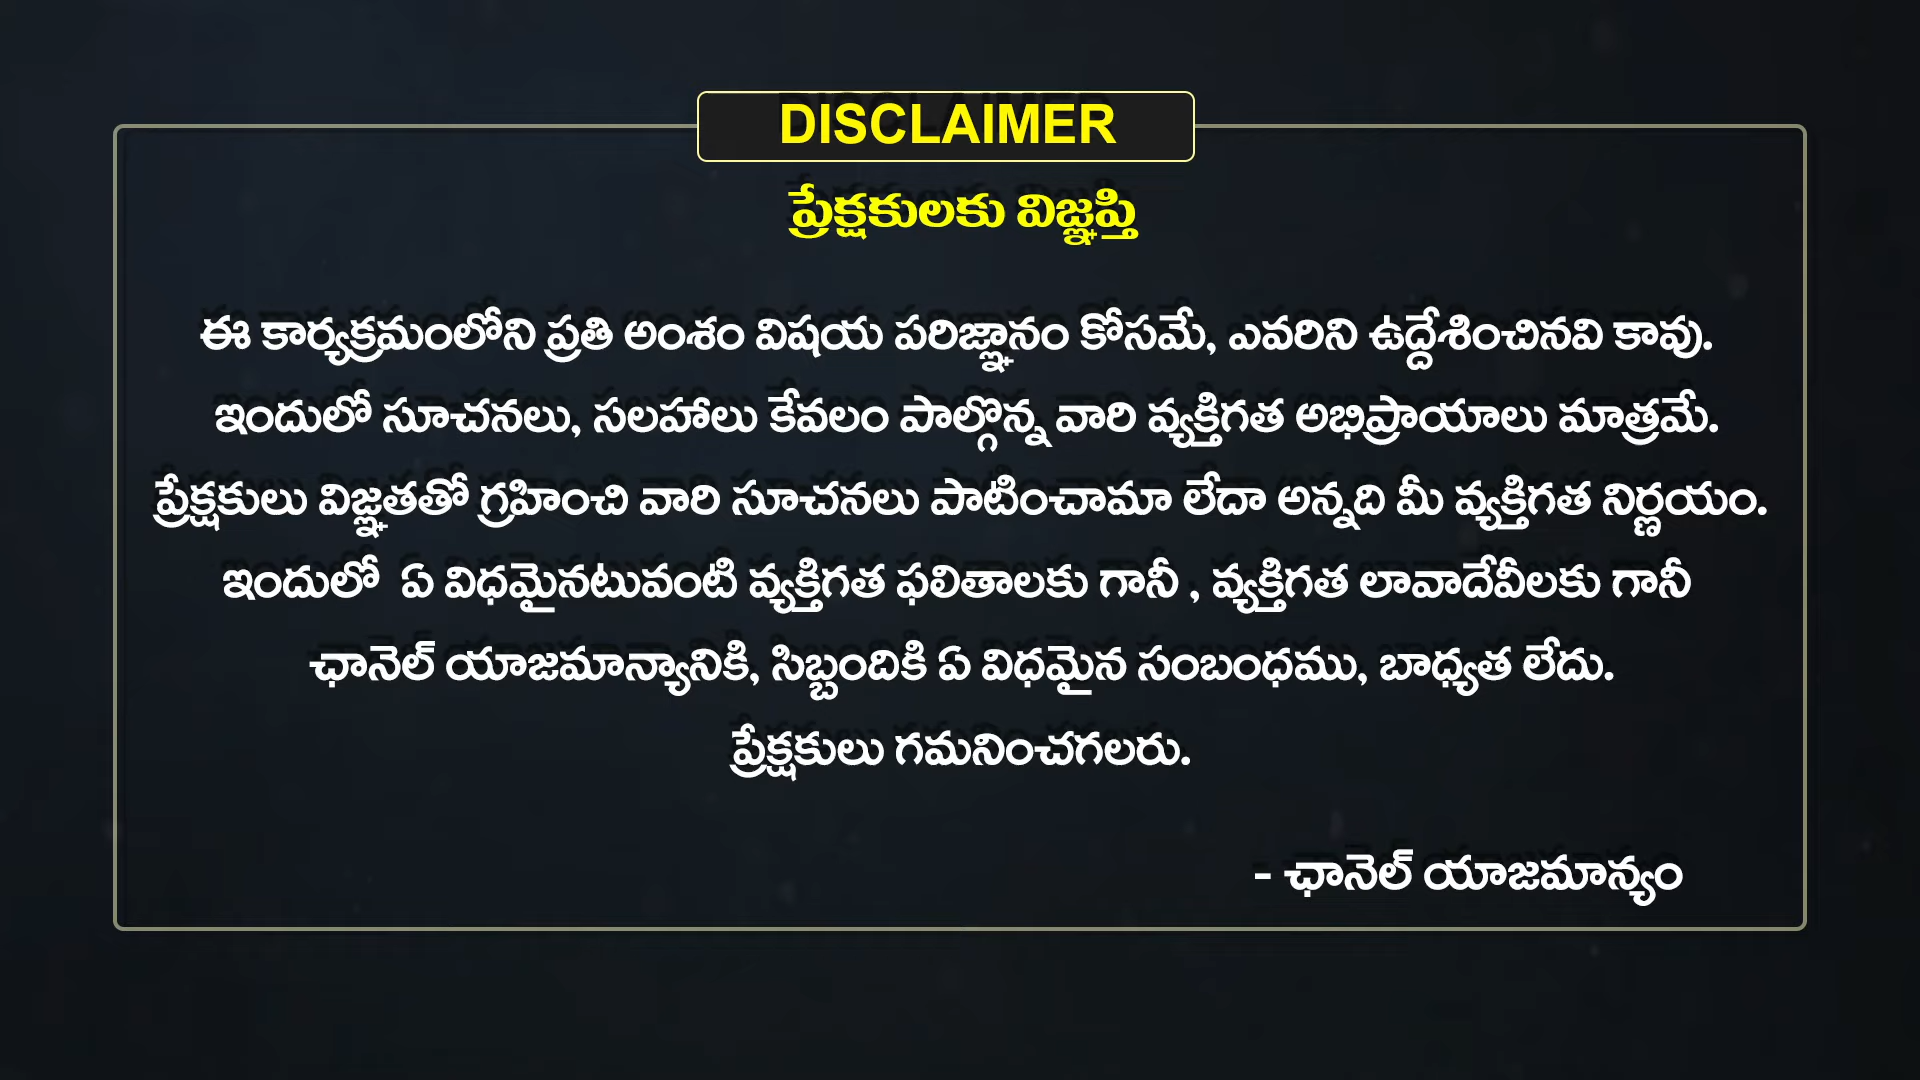 DISCLAIMER
ప్రేక్షకులకు విజ్ఞప్తి
ఈ కార్యక్రమంలోని ప్రతి అంశం విషయ పరిజ్ఞానం కోసమే, ఎవరిని ఉద్దేశించినవి కావు.
ఇందులో సూచనలు, సలహాలు కేవలం పాల్గొన్న వారి వ్యక్తిగత అభిప్రాయాలు మాత్రమే.
ప్రేక్షకులు విజ్ఞతతో గ్రహించి వారి సూచనలు పాటించామా లేదా అన్నది మీ వ్యక్తిగత నిర్ణయం.
ఇందులో ఏ విధమైనటువంటి వ్యక్తిగత ఫలితాలకు గానీ , వ్యక్తిగత లావాదేవీలకు గానీ
ఛానెల్ యాజమాన్యానికి, సిబ్బందికి ఏ విధమైన సంబంధము, బాధ్యత లేదు.
ప్రేక్షకులు గమనించగలరు.
- ఛానెల్ యాజమాన్యం